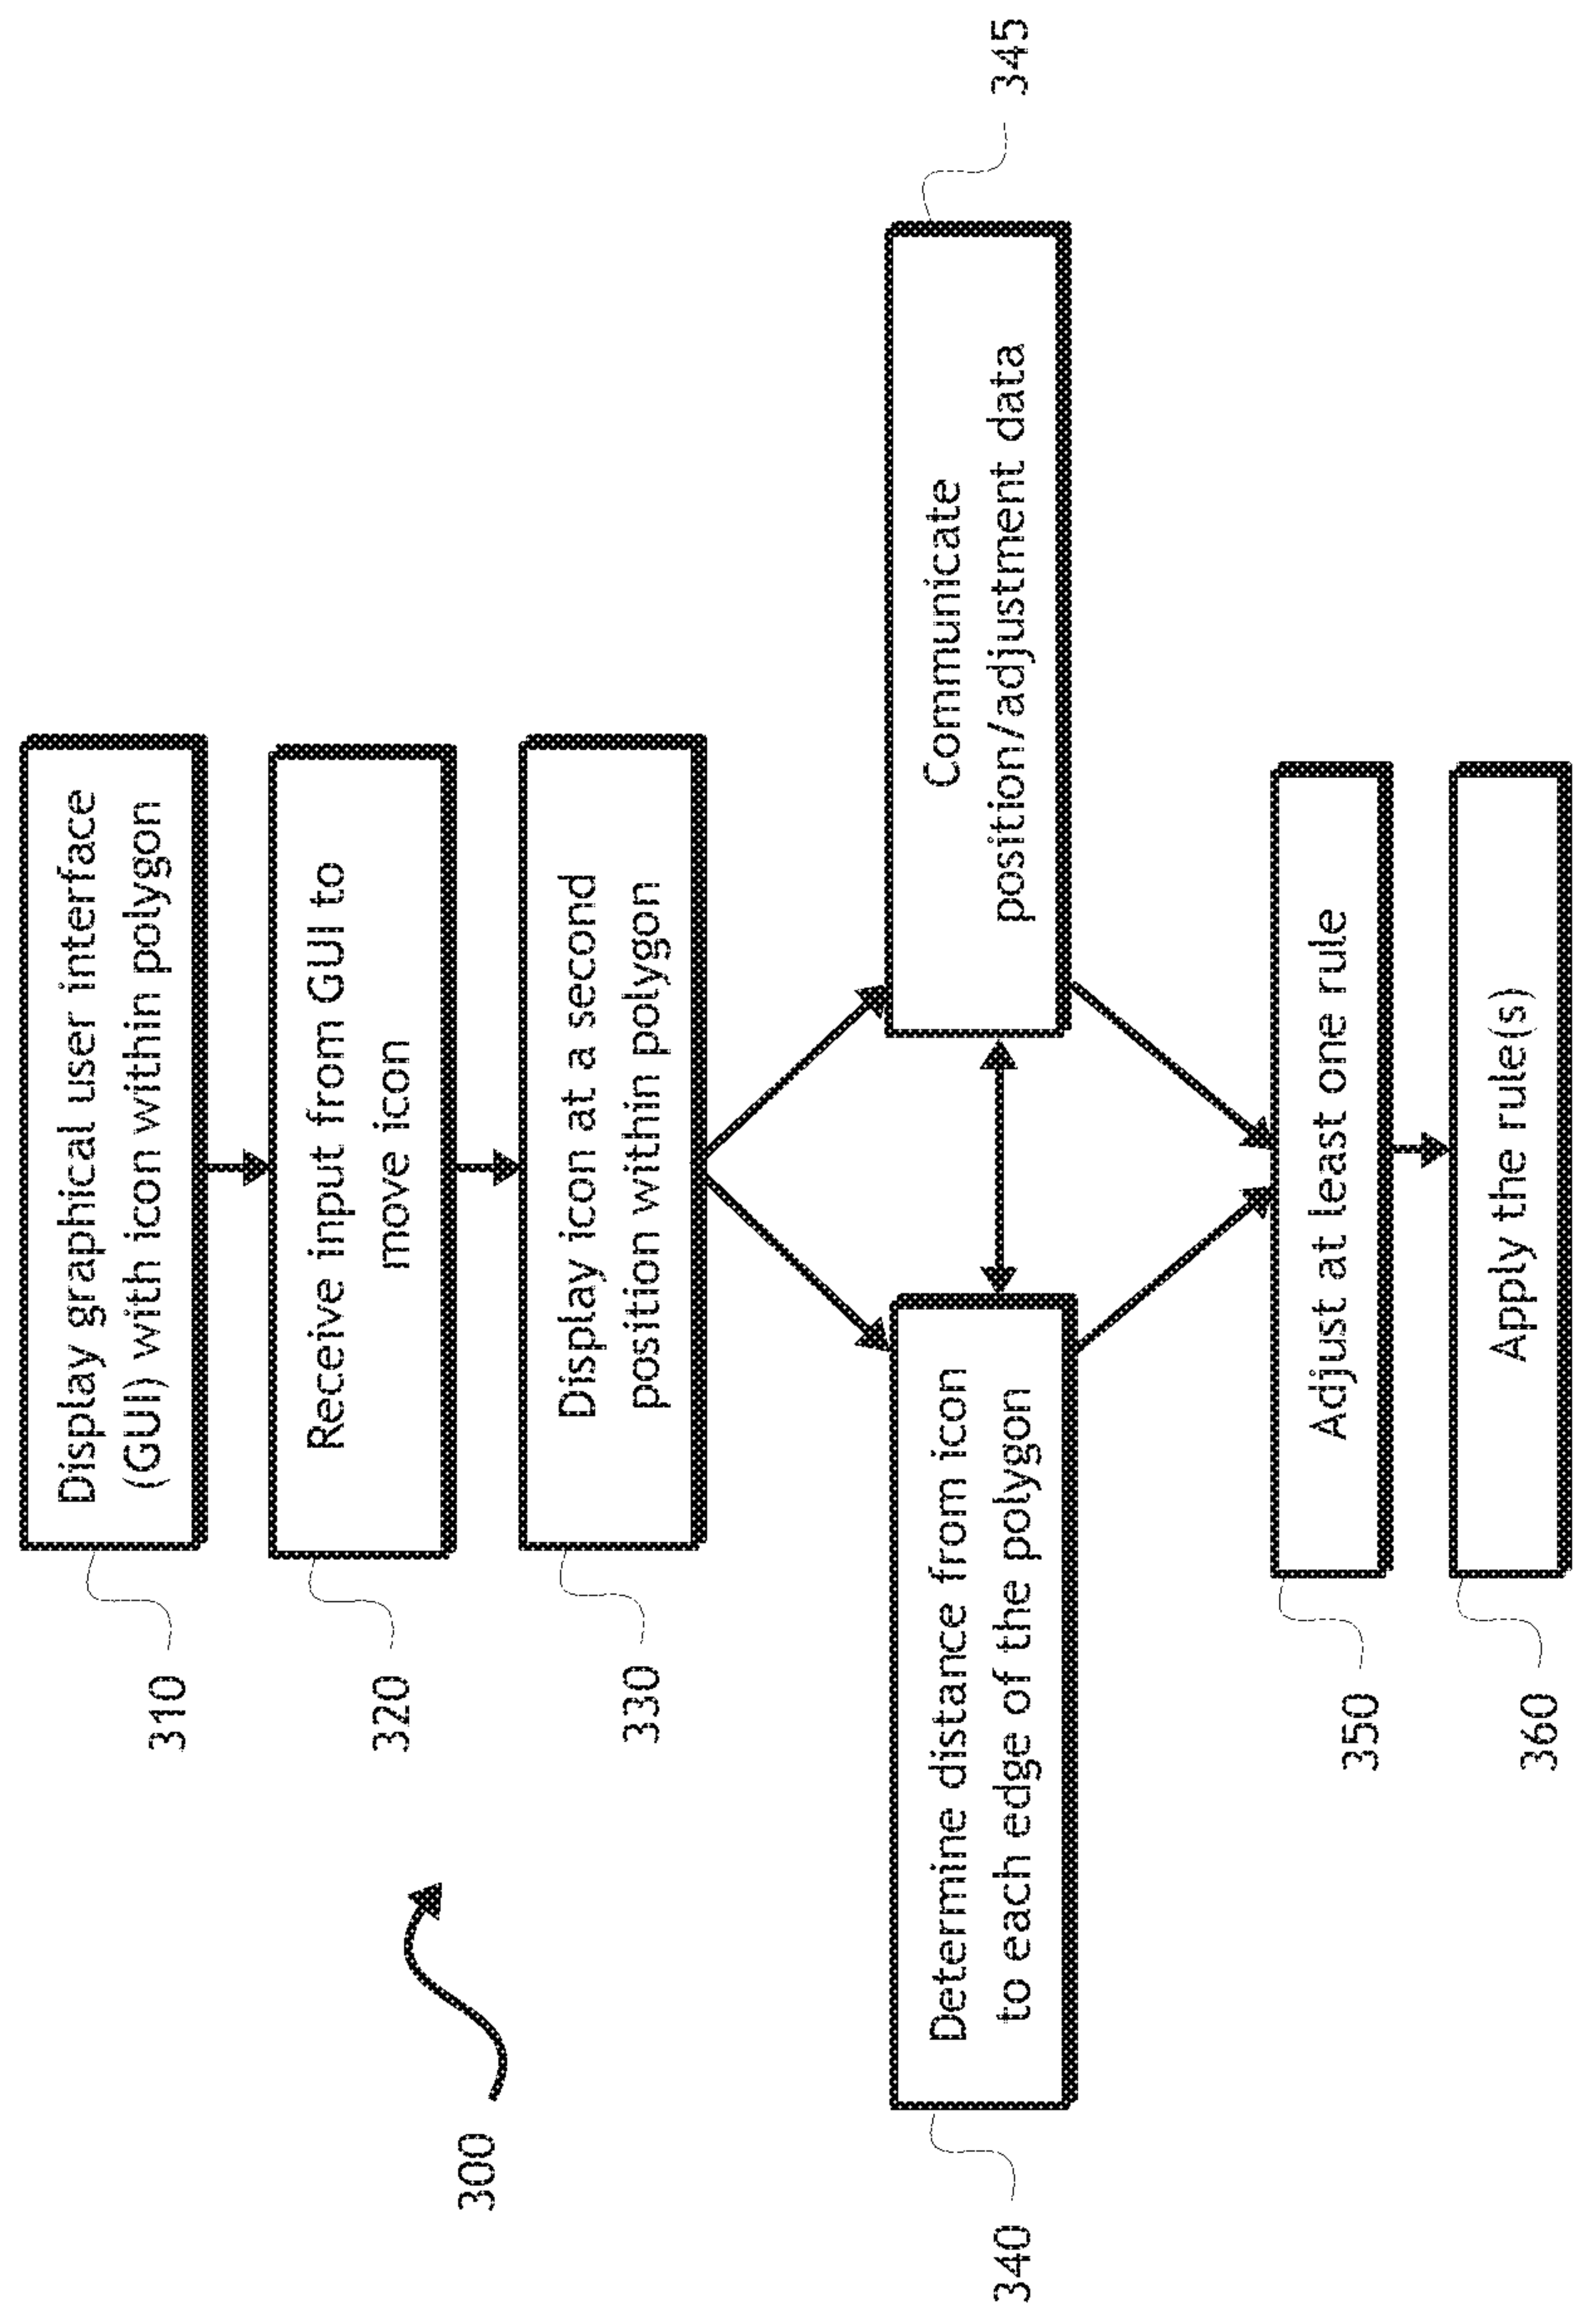 300
310
Display graphical user interface
(GUI) with icon within polygon
320
Receive input from GUI to
move icon
330
Display icon at a second
position within polygon
340
Determine distance from icon
to each edge of the polygon
Communicate
position/adjustment data
345
350
Adjust at least one rule
360
Apply the rule(s)